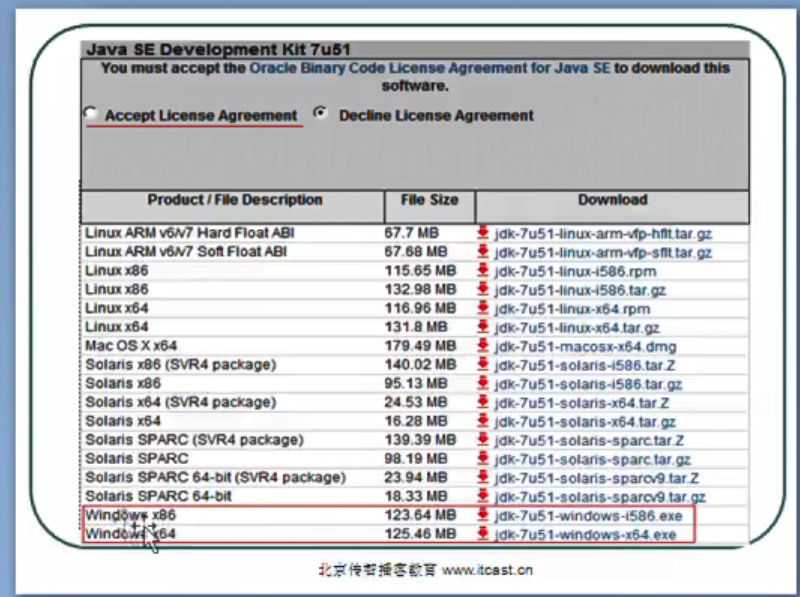 Java SE Development Kit 7u51
You must accept the Oracle Binary Code License Agreement for Java SE to download this
software.
Accept License Agreement Decline License Agreement
Product / File Description File Size Download
Linux ARM v6/v7 Hard Float ABI 67.7 MB jdk-7u51-linux-arm-vfp-hflt.tar.gz
Linux ARM v6/v7 Soft Float ABI 67.68 MB jdk-7u51-linux-arm-vfp-sflt.tar.gz
Linux x86 115.65 MB jdk-7u51-linux-i586.rpm
Linux x86 132.98 MB jdk-7u51-linux-i586.tar.gz
Linux x64 116.96 MB jdk-7u51-linux-x64.rpm
Linux x64 131.8 MB jdk-7u51-linux-x64.tar.gz
Mac OS X x64 179.49 MB jdk-7u51-macosx-x64.dmg
Solaris x86 (SVR4 package) 140.02 MB jdk-7u51-solaris-i586.tar.Z
Solaris x86 95.13 MB jdk-7u51-solaris-i586.tar.gz
Solaris x64 (SVR4 package) 24.53 MB jdk-7u51-solaris-x64.tar.Z
Solaris x64 16.28 MB jdk-7u51-solaris-x64.tar.gz
Solaris SPARC (SVR4 package) 139.39 MB jdk-7u51-solaris-sparc.tar.Z
Solaris SPARC 98.19 MB jdk-7u51-solaris-sparc.tar.gz
Solaris SPARC 64-bit (SVR4 package) 23.94 MB jdk-7u51-solaris-sparcv9.tar.Z
Solaris SPARC 64-bit 18.33 MB jdk-7u51-solaris-sparcv9.tar.gz
Windows x86 123.64 MB jdk-7u51-windows-i586.exe
Windows x64 125.46 MB jdk-7u51-windows-x64.exe
北京传智播客教育 www.itcast.cn